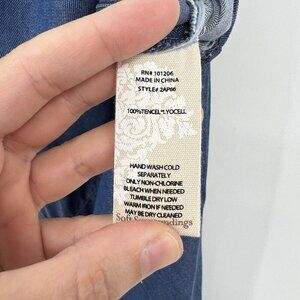 RN# 101206
MADE IN CHINA
STYLE# 2AP86
100%TENCEL*LYOCELL
HAND WASH COLD
SEPARATELY
ONLY NON-CHLORINE
BLEACH WHEN NEEDED
TUMBLE DRY LOW
WARM IRON IF NEEDED
MAY BE DRY CLEANED
Soft Surroundings